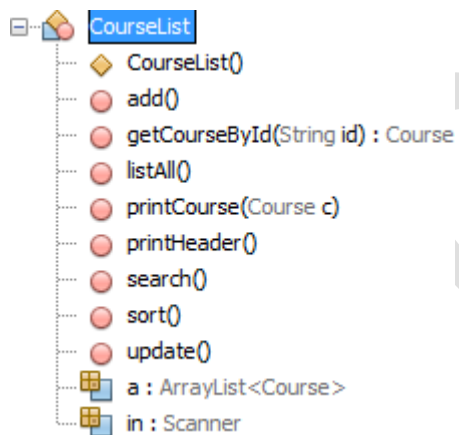 CourseList
CourseList()
add()
getCourseById(String id) : Course
listAll()
printCourse(Course c)
printHeader()
search()
sort()
update()
a : ArrayList<Course>
in : Scanner